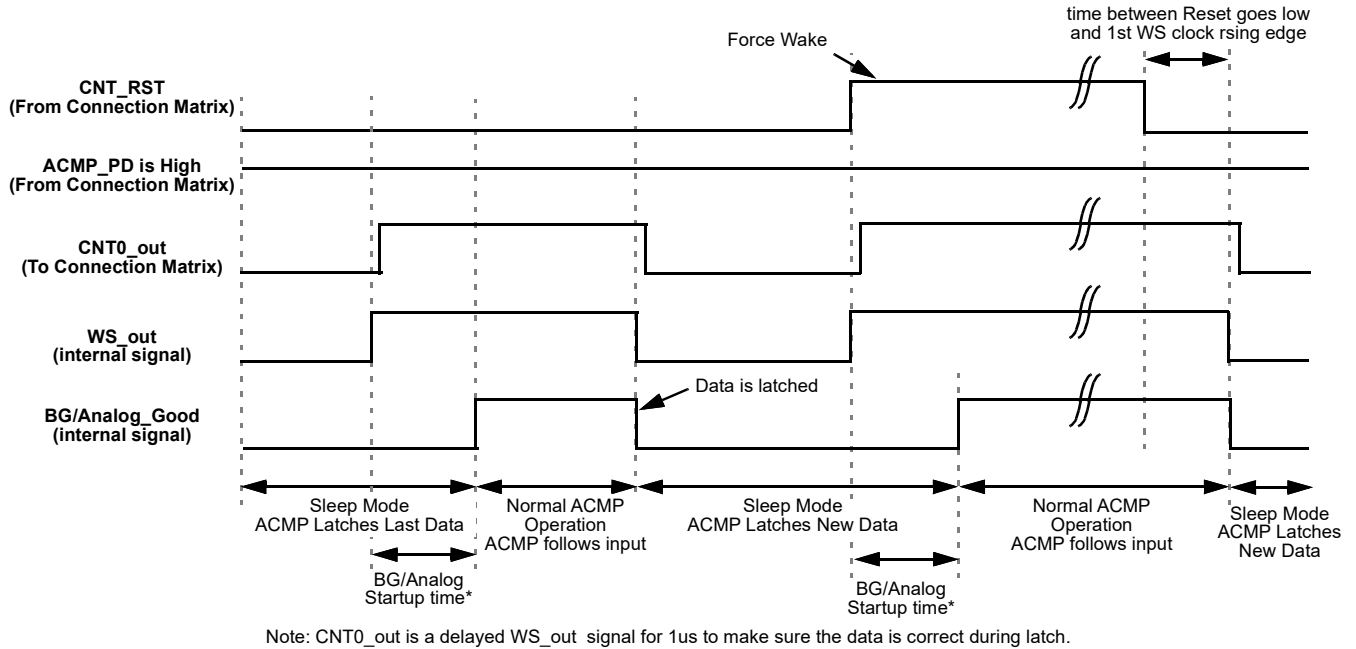 time between Reset goes low
and 1st WS clock rsing edge
Force Wake
CNT_RST
(From Connection Matrix)
ACMP_PD is High
(From Connection Matrix)
CNT0_out
(To Connection Matrix)
WS_out
(internal signal)
Data is latched
BG/Analog_Good
(internal signal)
Sleep Mode
ACMP Latches Last Data
Normal ACMP
Operation
ACMP follows input
Sleep Mode
ACMP Latches New Data
Normal ACMP
Operation
ACMP follows input
Sleep Mode
ACMP Latches
New Data
BG/Analog
Startup time*
BG/Analog
Startup time*
Note: CNT0_out is a delayed WS_out signal for 1us to make sure the data is correct during latch.